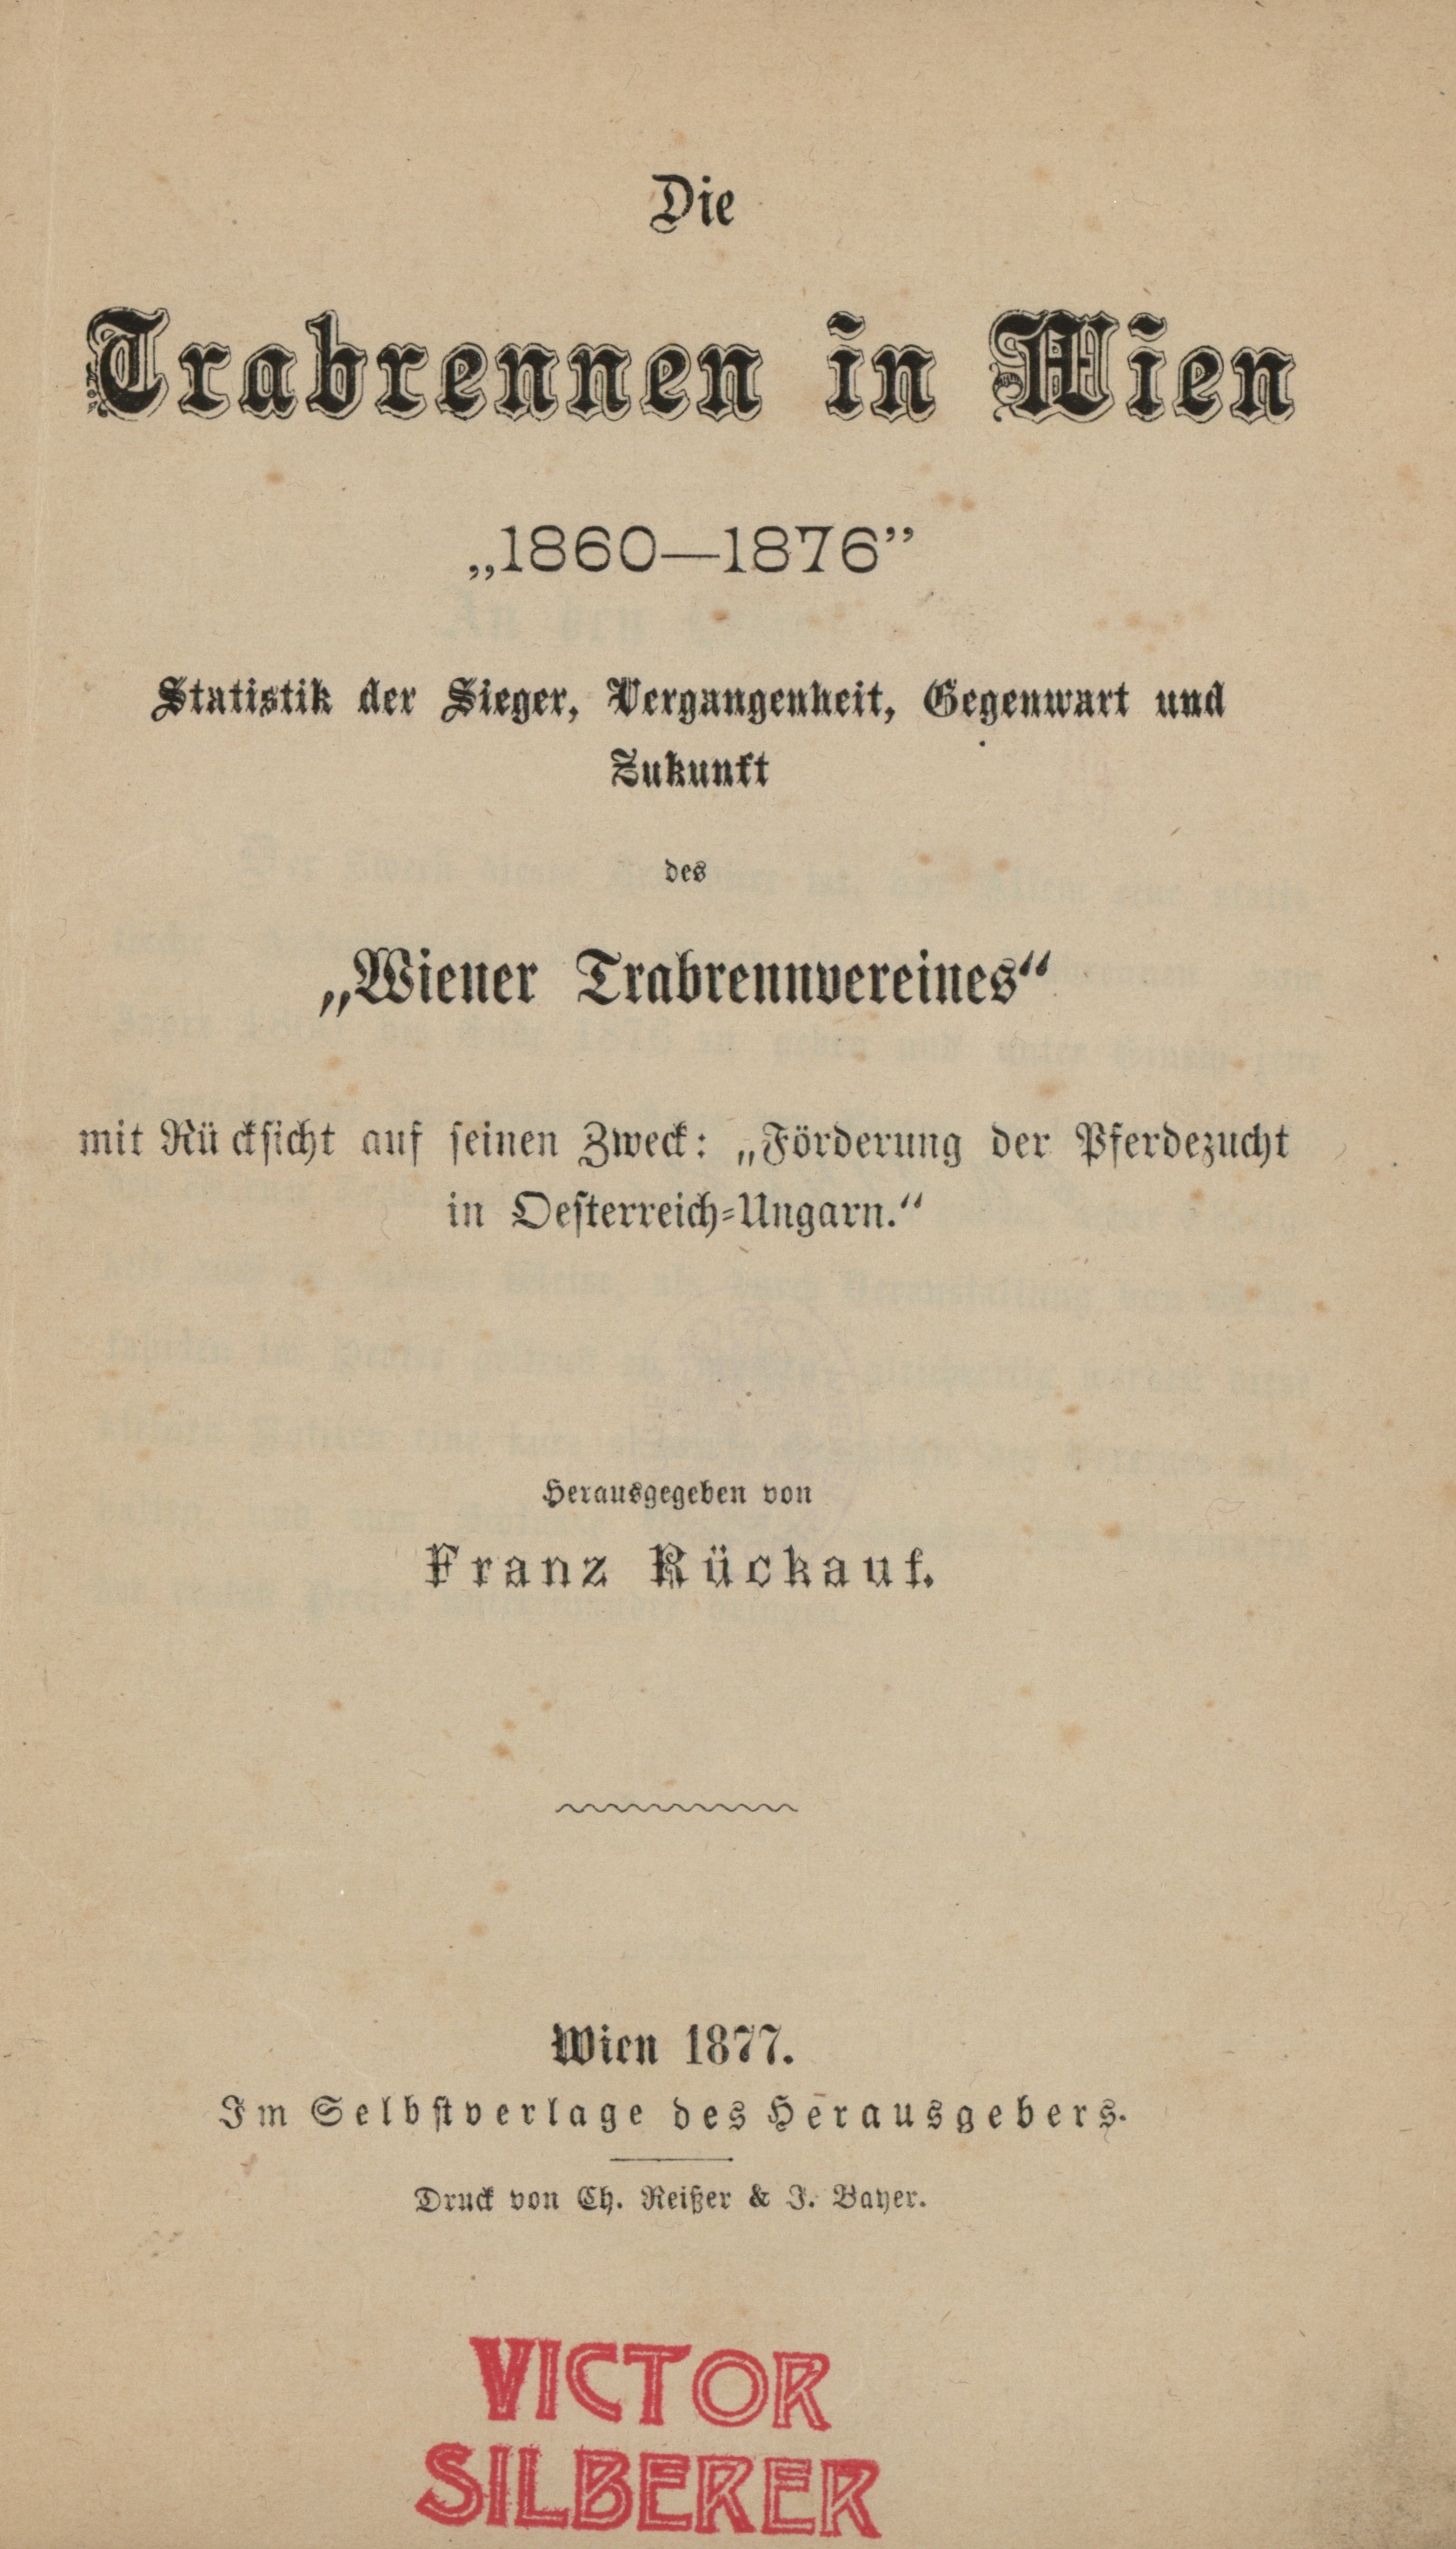 Die
Trabrennen in Wien
„1860—1876”
Statistik der Sieger, Vergangenheit, Gegenwart und
Zukunft
des
„Wiener Trabrennvereines“
mit Rücksicht auf seinen Zweck: „Förderung der Pferdezucht
in Oesterreich-Ungarn.“
Herausgegeben von
Franz Rückauf.
Wien 1877.
Im Selbstverlage des Herausgebers.
Druck von Ch. Reißer & J. Bayer.
VICTOR
SILBERER